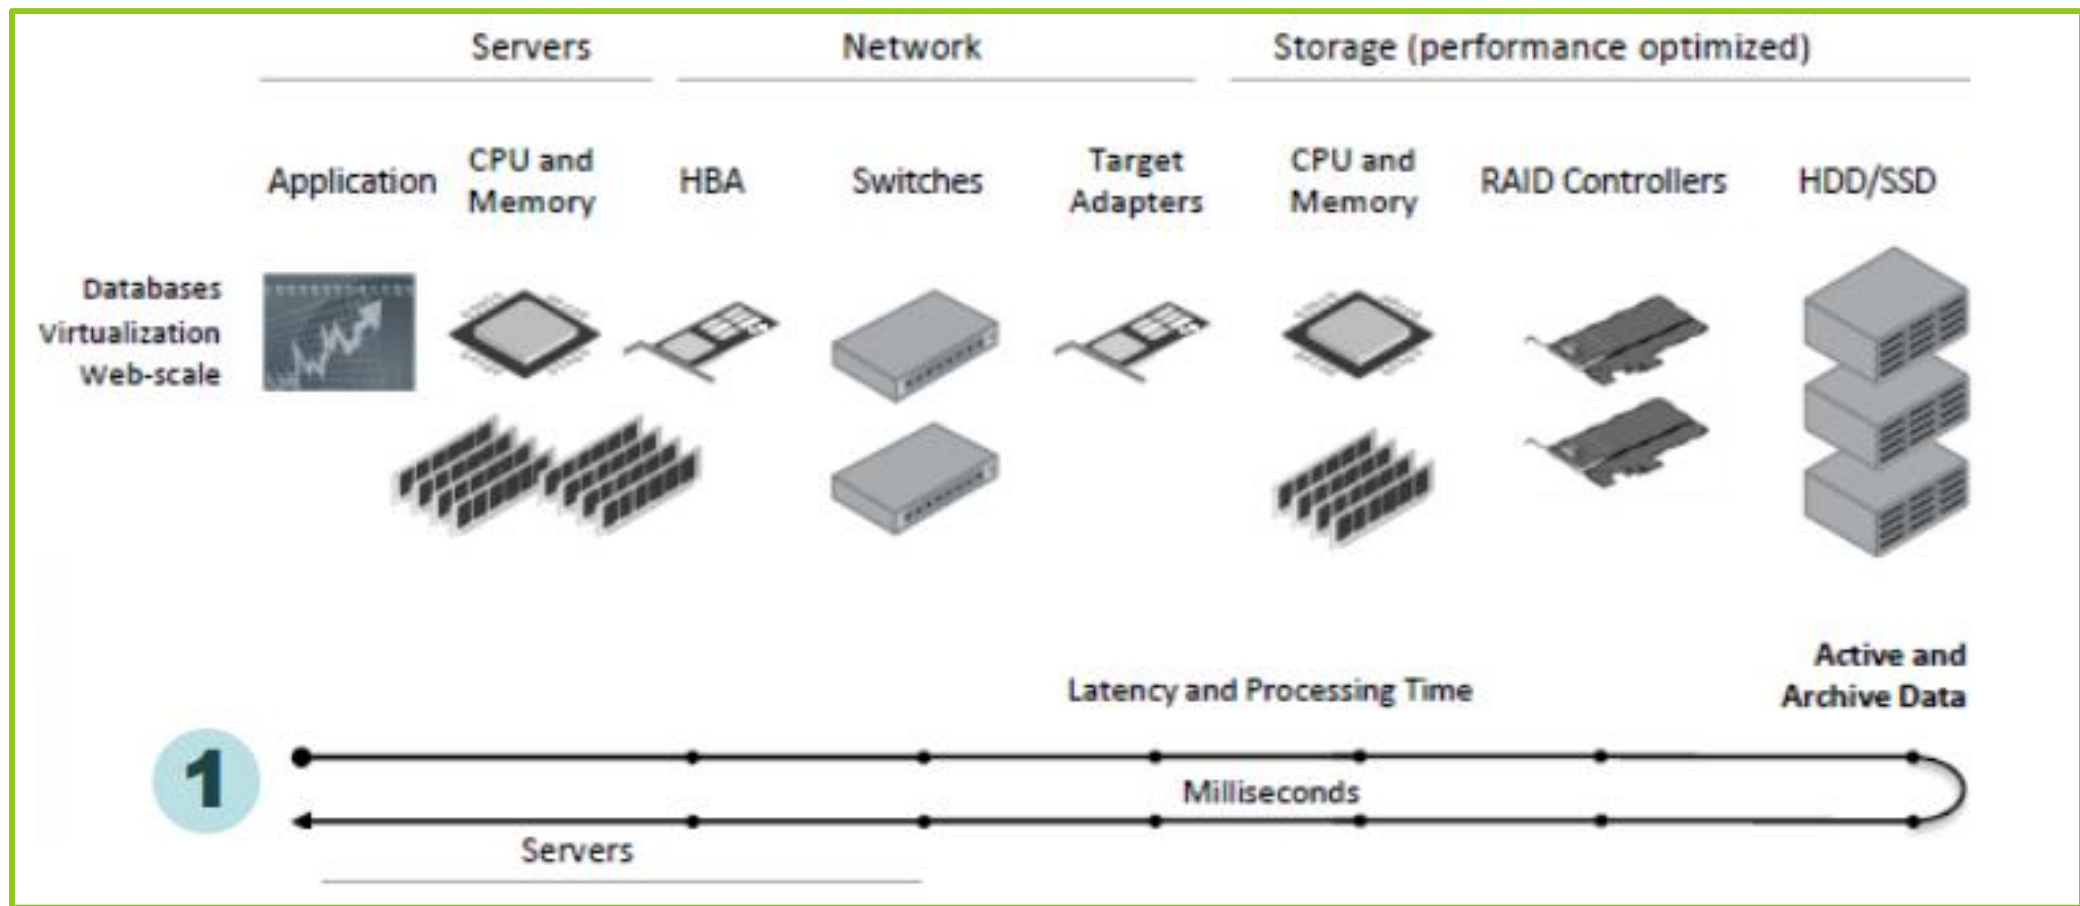 Servers Network Storage (performance optimized)
Application
CPU and
Memory
HBA
Switches
Target
Adapters
CPU and
Memory
RAID Controllers
HDD/SSD
Databases
Virtualization
Web-scale
Active and
Archive Data
Latency and Processing Time
1
Milliseconds
Servers